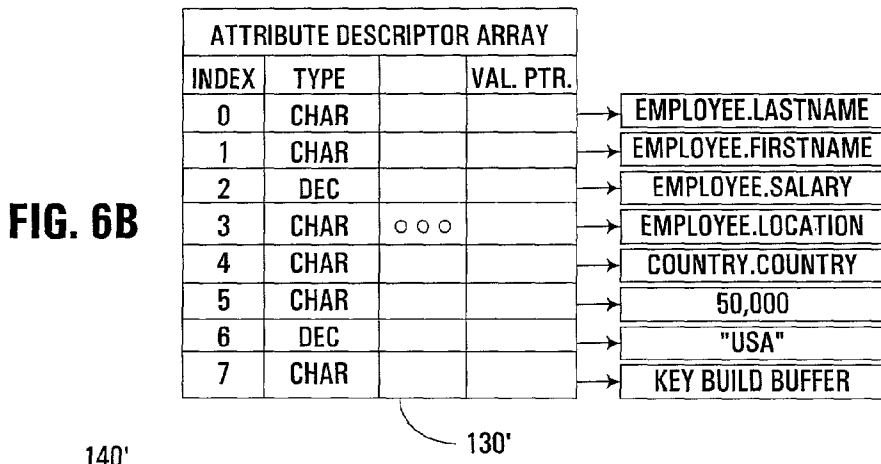 ATTRIBUTE DESCRIPTOR ARRAY
INDEX TYPE VAL. PTR.
0 CHAR EMPLOYEE.LASTNAME
1 CHAR EMPLOYEE.FIRSTNAME
2 DEC EMPLOYEE.SALARY
FIG. 6B
3 CHAR ○○○ EMPLOYEE.LOCATION
4 CHAR COUNTRY.COUNTRY
5 CHAR 50,000
6 DEC "USA"
7 CHAR KEY BUILD BUFFER
130'
140'